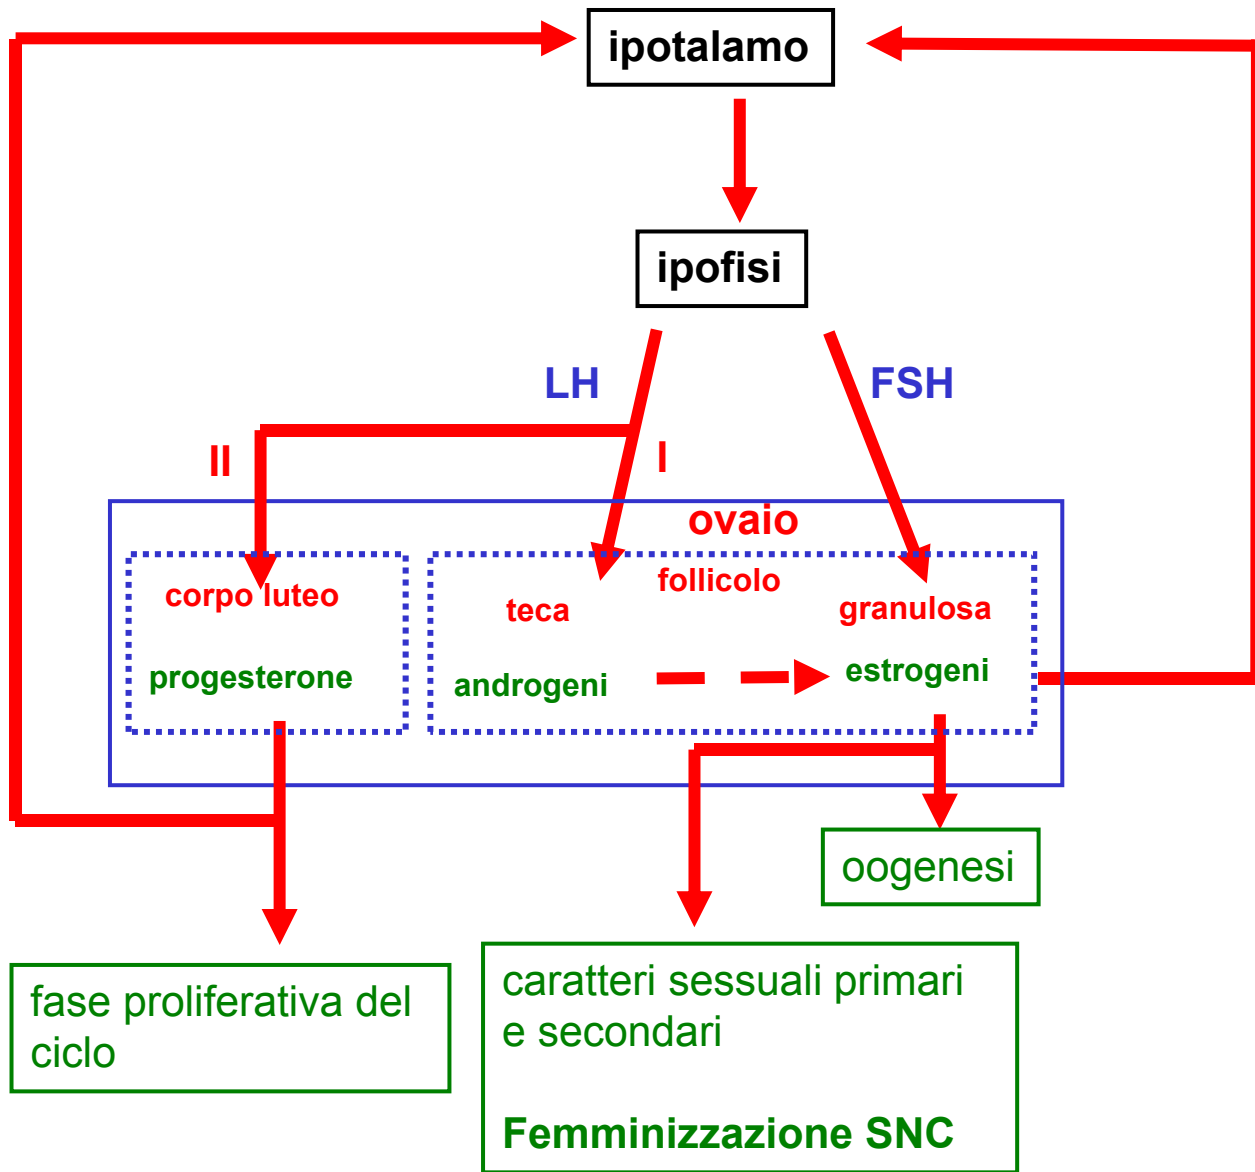 ipotalamo
ipofisi
LH
FSH
II
I
ovaio
corpo luteo
follicolo
teca
granulosa
progesterone
androgeni
estrogeni
oogenesi
fase proliferativa del
ciclo
caratteri sessuali primari
e secondari
Femminizzazione SNC